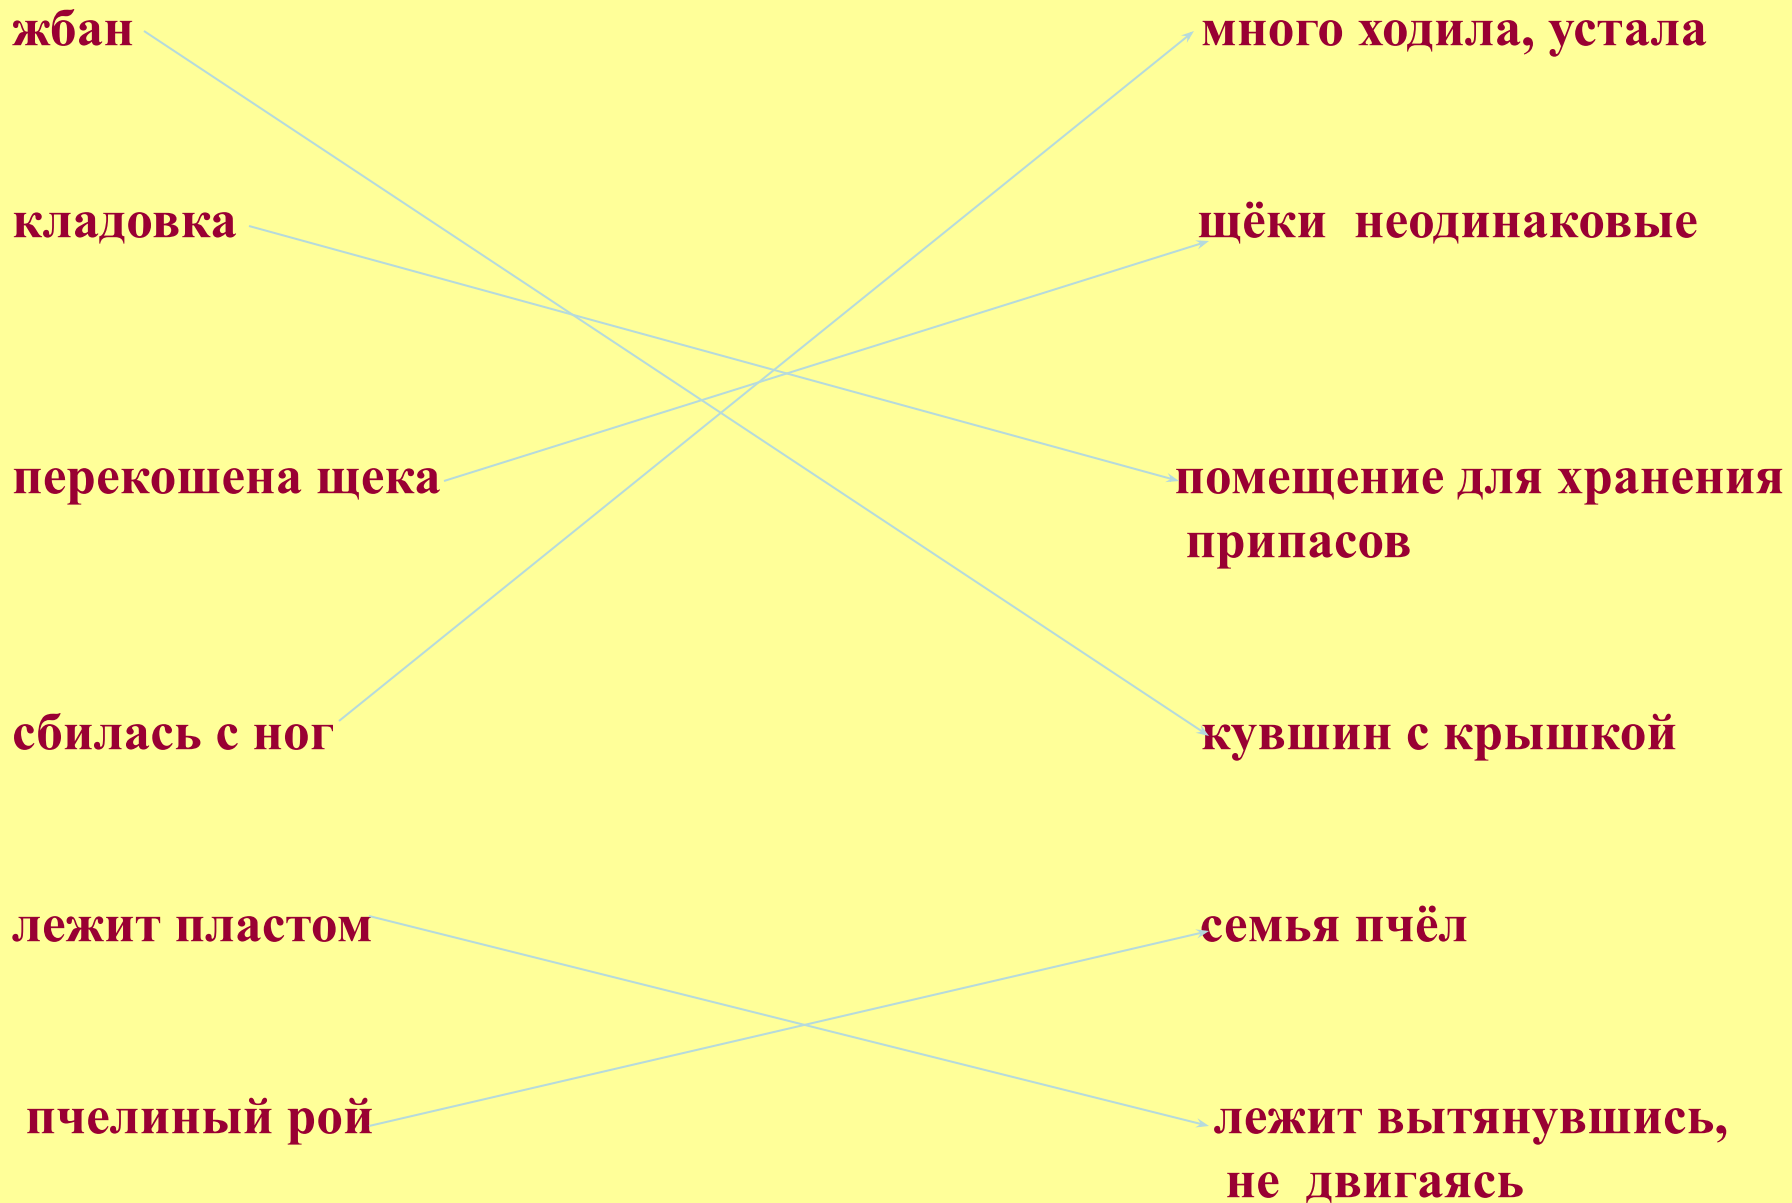 жбан
много ходила, устала
кладовка
щёки неодинаковые
перекошена щека
помещение для хранения
припасов
сбилась с ног
кувшин с крышкой
лежит пластом
семья пчёл
пчелиный рой
лежит вытянувшись,
не двигаясь